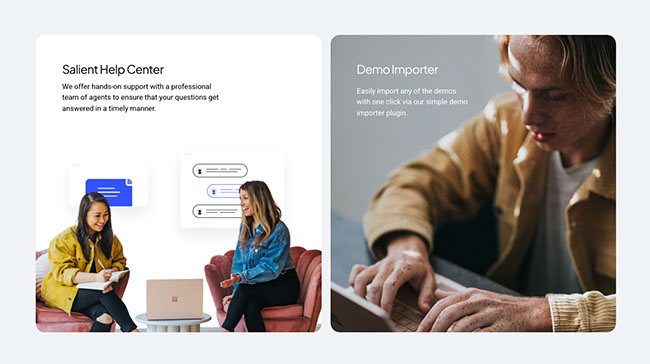 Salient Help Center
We offer hands-on support with a professional
team of agents to ensure that your questions get
answered in a timely manner.
Demo Importer
Easily import any of the demos
with one click via our simple demo
importer plugin.